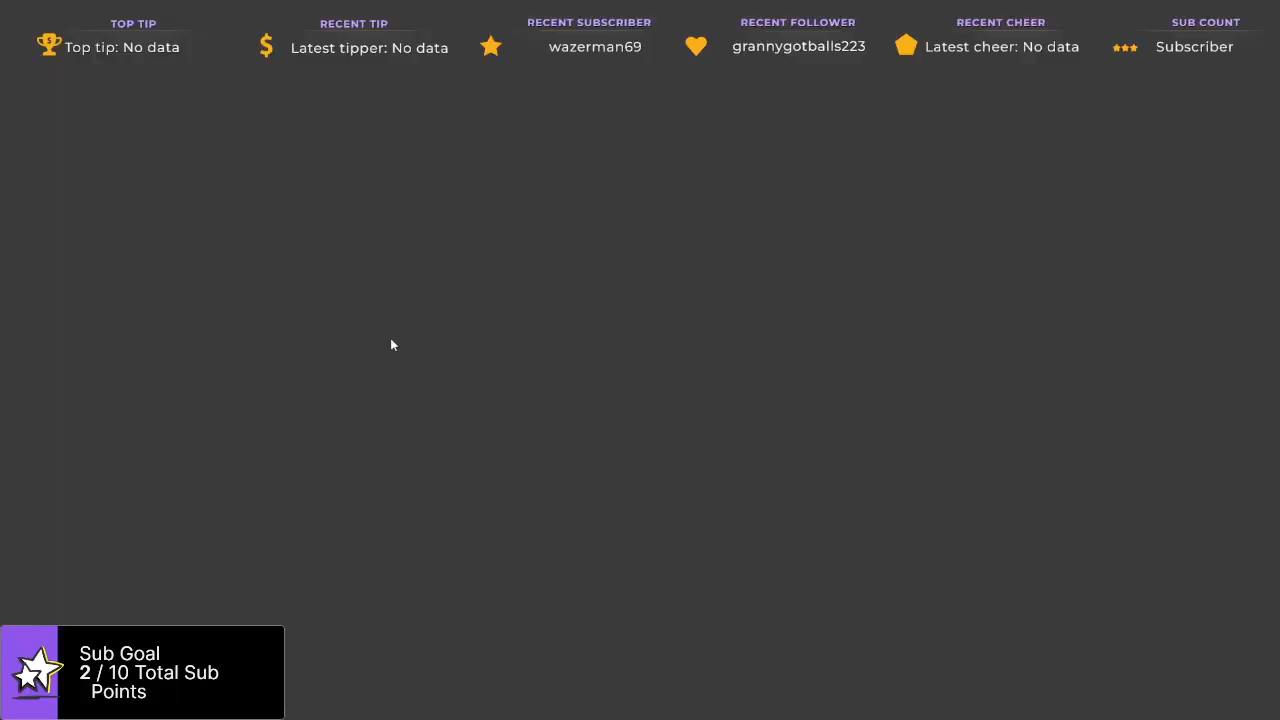 TOP TIP
Top tip: No data
RECENT TIP
Latest tipper: No data
RECENT SUBSCRIBER
wazerman69
RECENT FOLLOWER
grannygotballs223
RECENT CHEER
Latest cheer: No data
SUB COUNT
Subscriber
Sub Goal
2 / 10 Total Sub
Points